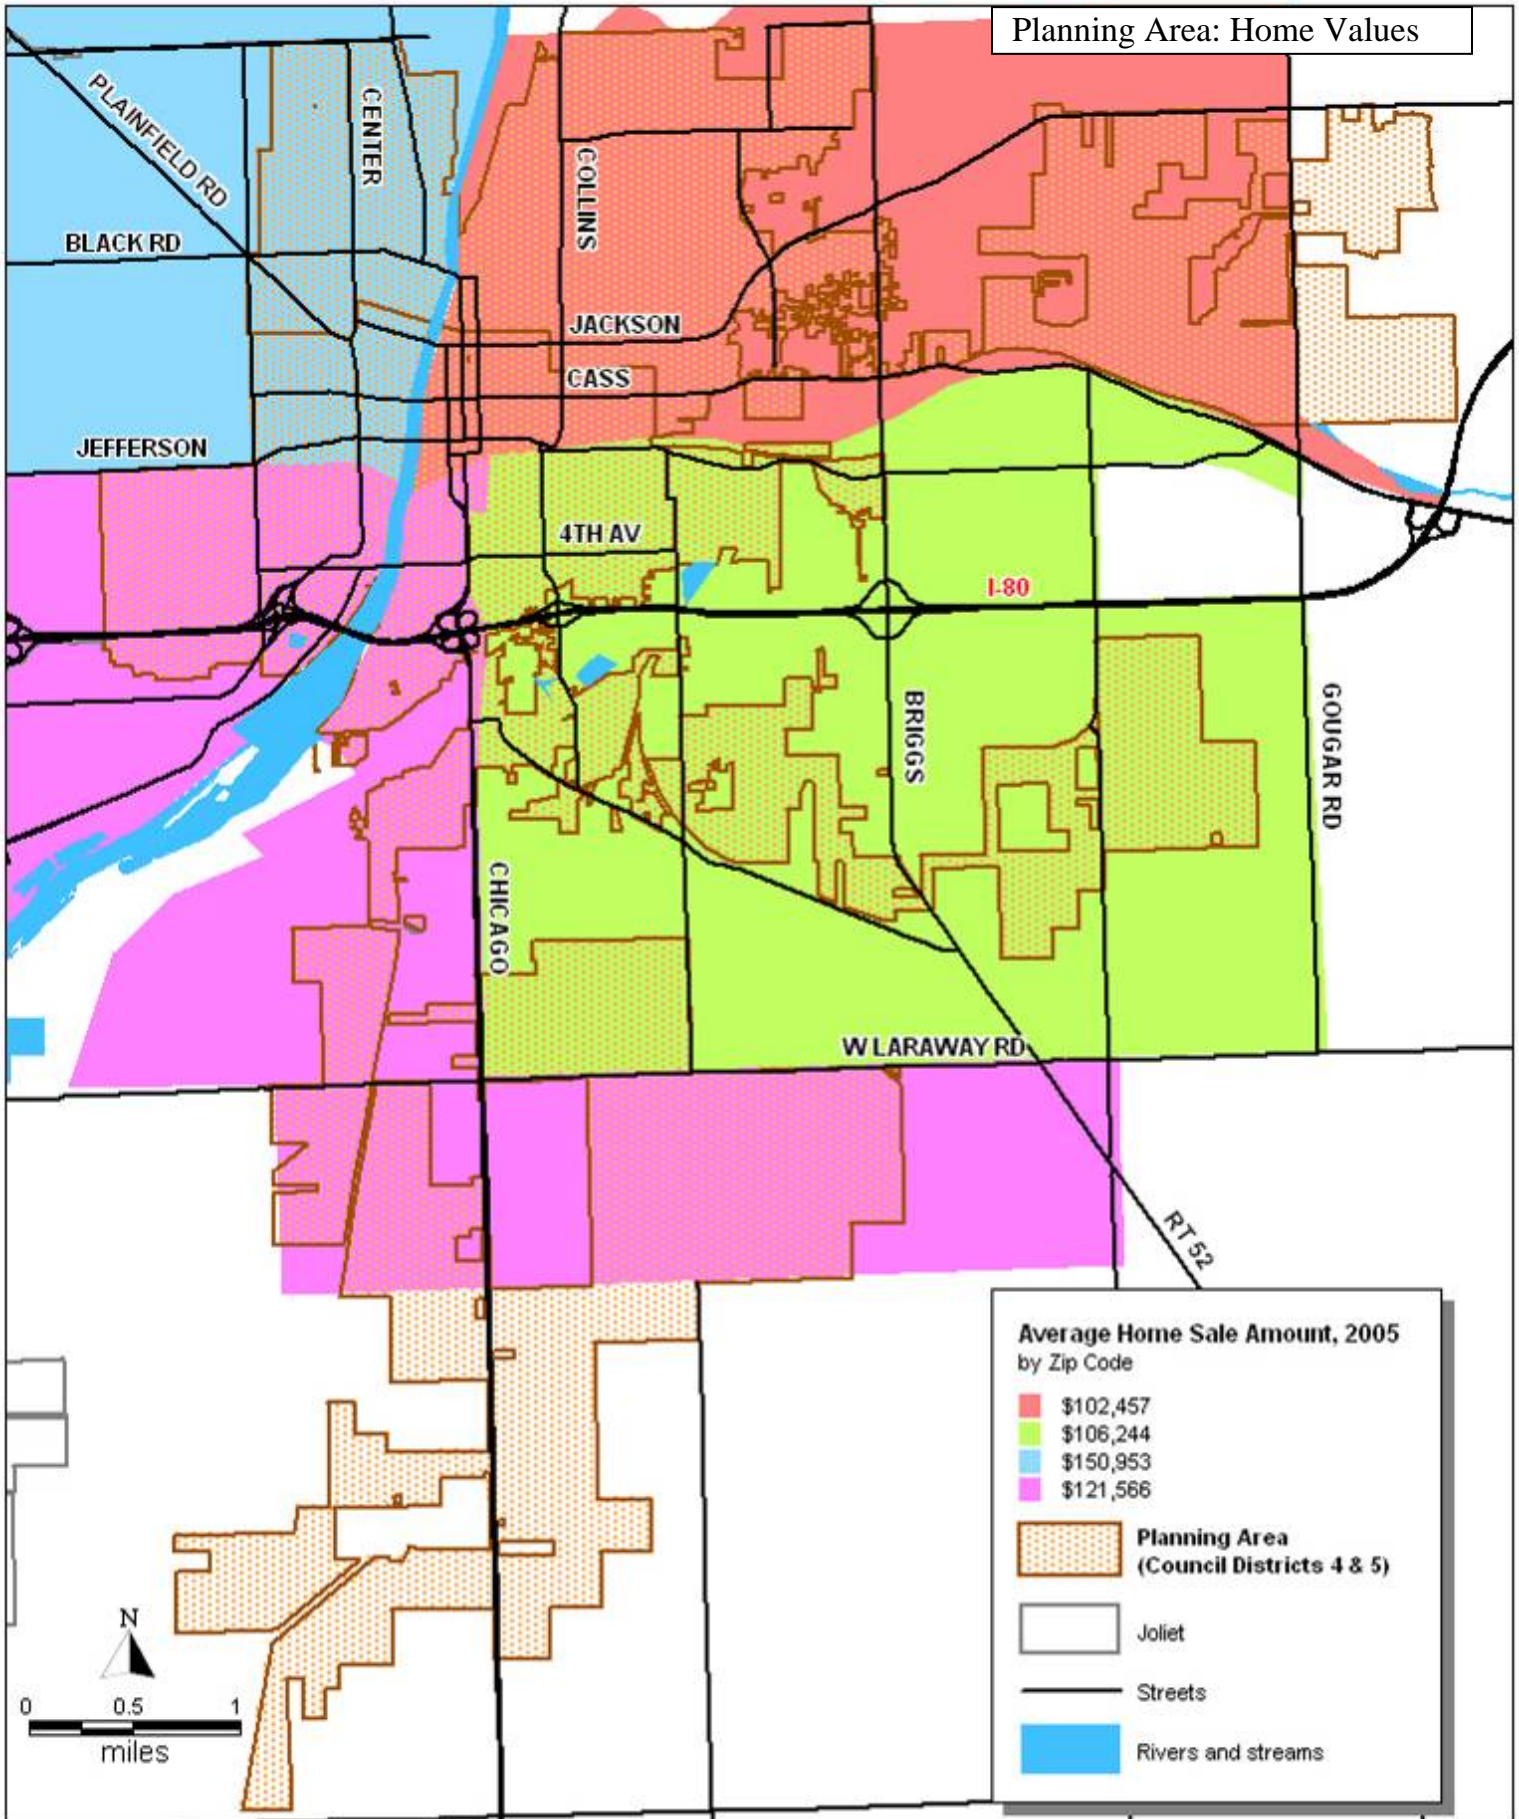 Planning Area: Home Values
PLAINFIELD RD
CENTER
COLLINS
BLACK RD
JACKSON
CASS
JEFFERSON
4TH AV
I-80
BRIGGS
GOUGAR RD
CHICAGO
W LARAWAY RD
RT 52
Average Home Sale Amount, 2005
by Zip Code
$102,457
$106,244
$150,953
$121,566
Planning Area
(Council Districts 4 & 5)
Joliet
Streets
Rivers and streams
N
0 0.5 1
miles